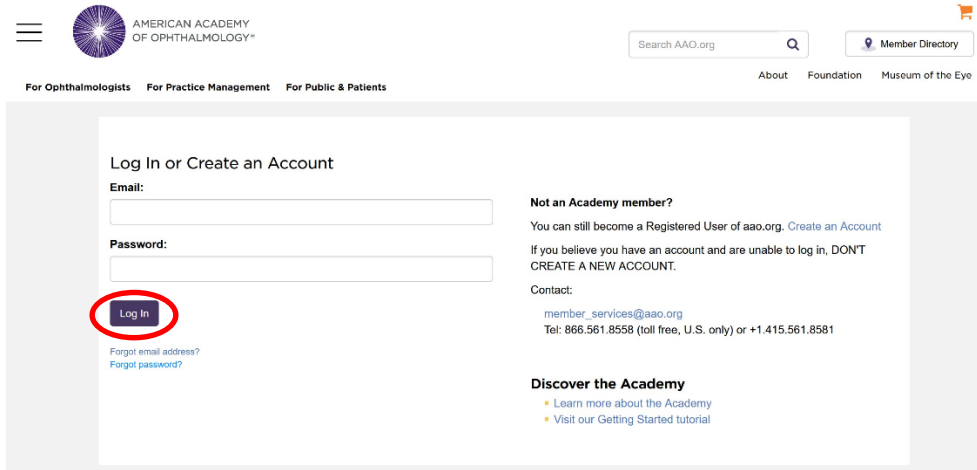 AMERICAN ACADEMY
OF OPHTHALMOLOGY®
Search AAO.org
Member Directory
About Foundation Museum of the Eye
For Ophthalmologists For Practice Management For Public & Patients
Log In or Create an Account
Email:
Password:
Log In
Forgot email address?
Forgot password?
Not an Academy member?
You can still become a Registered User of aao.org. Create an Account
If you believe you have an account and are unable to log in, DON'T
CREATE A NEW ACCOUNT.
Contact:
member_services@aao.org
Tel: 866.561.8558 (toll free, U.S. only) or +1.415.561.8581
Discover the Academy
Learn more about the Academy
Visit our Getting Started tutorial